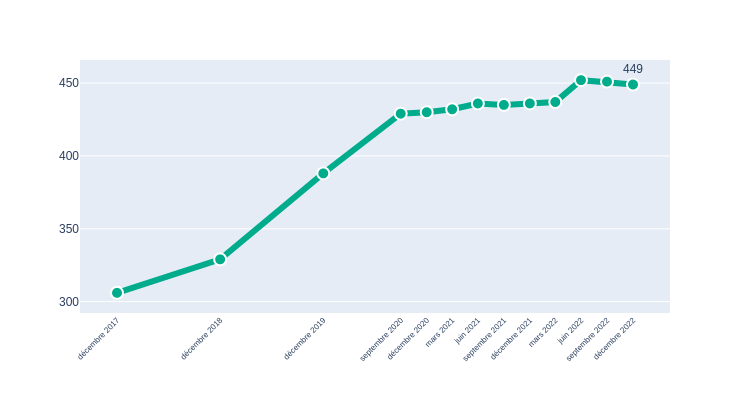 449
450
400
350
300
décembre 2017
décembre 2018
décembre 2019
septembre 2020
décembre 2020
mars 2021
juin 2021
septembre 2021
décembre 2021
mars 2022
juin 2022
septembre 2022
décembre 2022